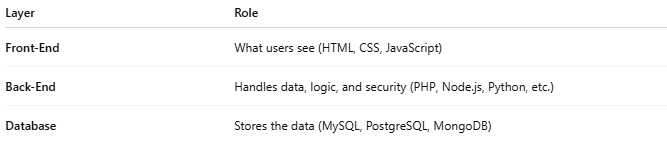 Layer Role
Front-End What users see (HTML, CSS, JavaScript)
Back-End Handles data, logic, and security (PHP, Node.js, Python, etc.)
Database Stores the data (MySQL, PostgreSQL, MongoDB)